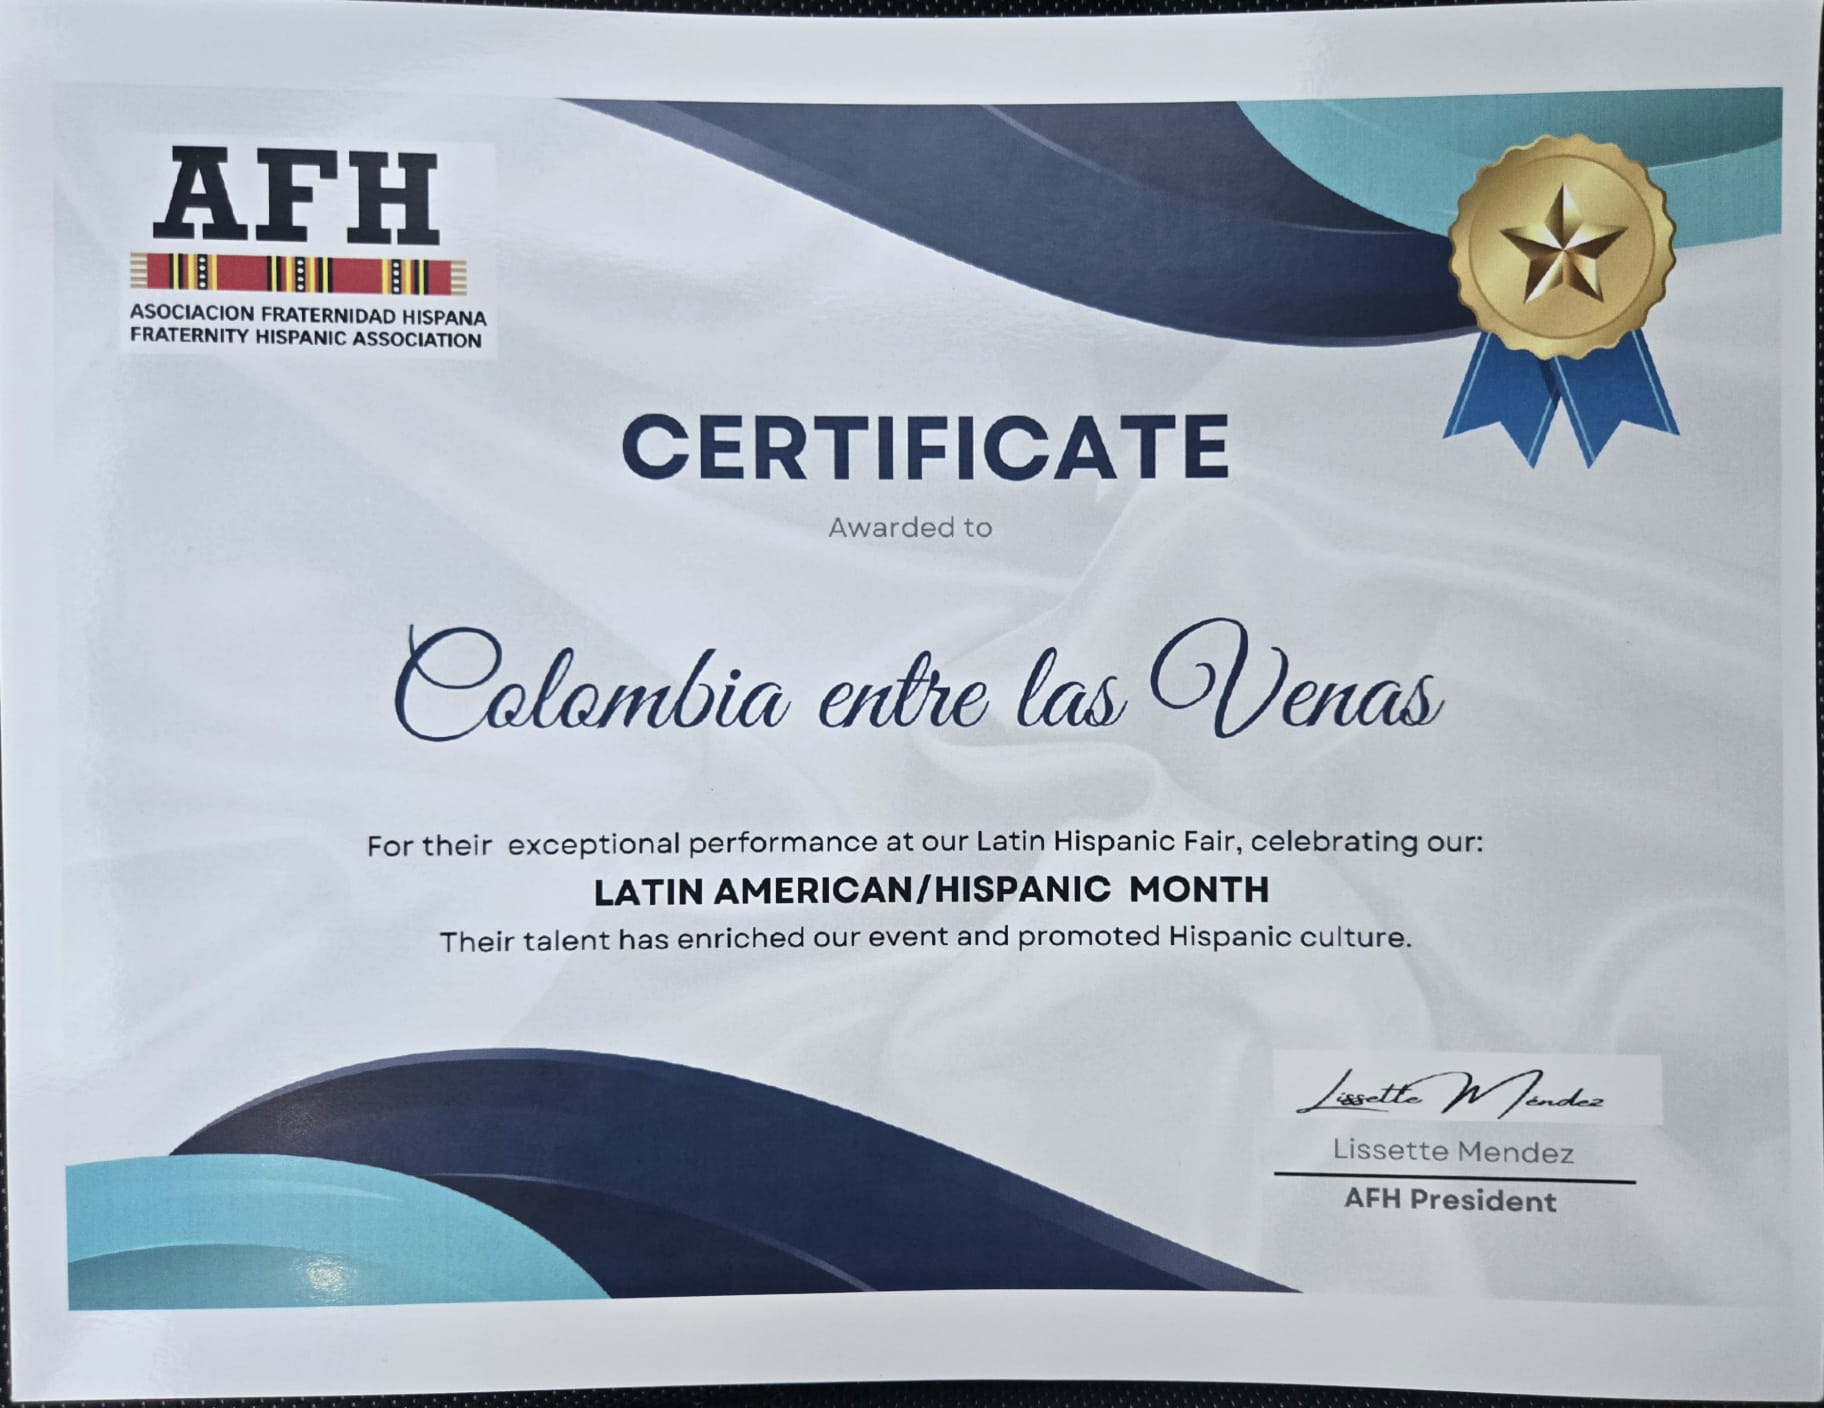 AFH
ASOCIACION FRATERNIDAD HISPANA
FRATERNITY HISPANIC ASSOCIATION
CERTIFICATE
Awarded to
Colombia entre las Venas
For their exceptional performance at our Latin Hispanic Fair, celebrating our:
LATIN AMERICAN/HISPANIC MONTH
Their talent has enriched our event and promoted Hispanic culture.
Lissette Méndez
Lissette Mendez
AFH President